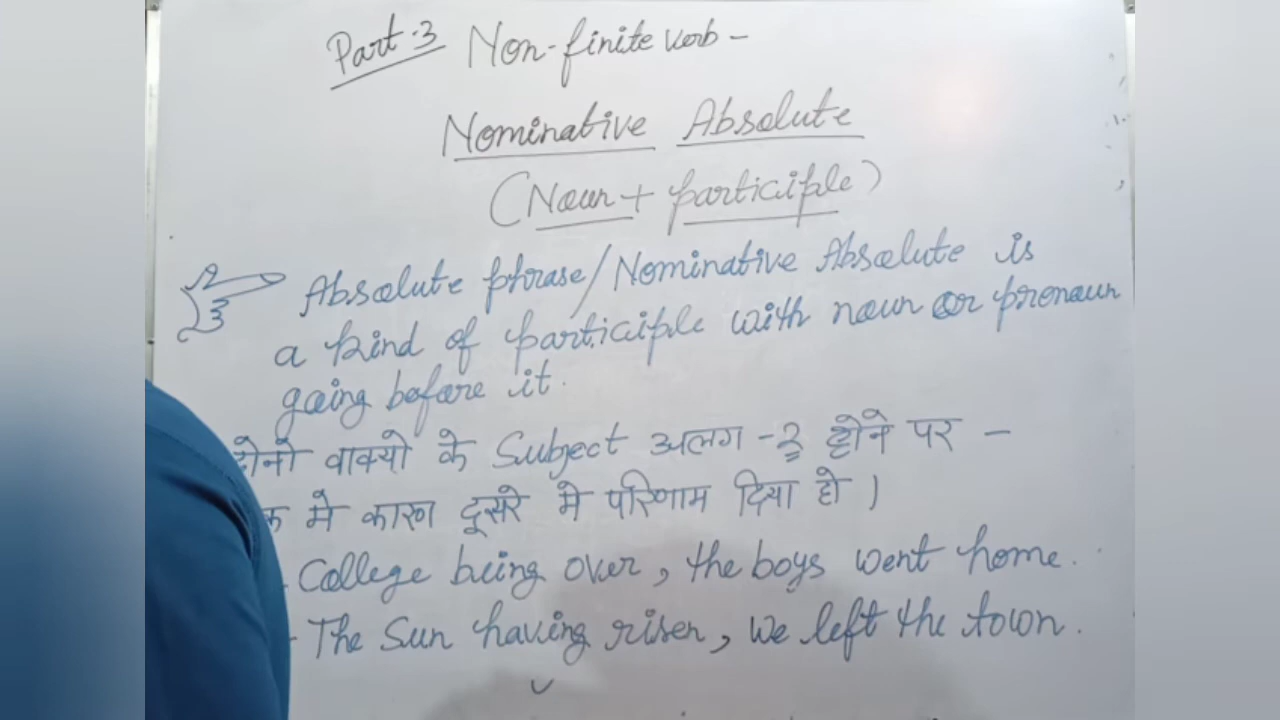 Part.3 Non-finite verb -
Nominative Absolute
(Noun + participle)
Absolute phrase/Nominative Absolute is
a kind of participle with noun or pronoun
going before it.
वाक्यो के Subject अलग -2 होने पर -
मे कारण दूसरे मे परिणाम दिया हो ।
College being over, the boys went home.
- The Sun having risen, we left the town.